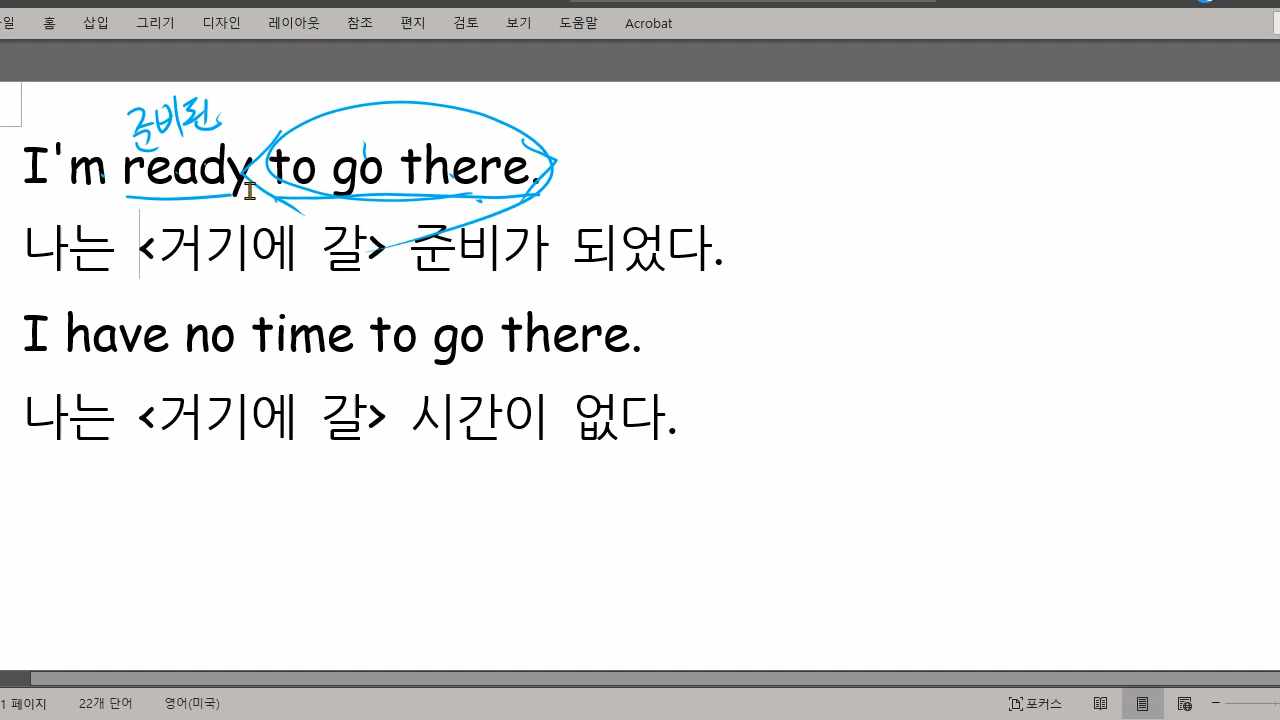 일 홈 삽입 그리기 디자인 레이아웃 참조 편지 검토 보기 도움말 Acrobat
준비된
I'm ready to go there.
나는 <거기에 갈> 준비가 되었다.
I have no time to go there.
나는 <거기에 갈> 시간이 없다.
1 페이지 22개 단어 영어(미국) 포커스